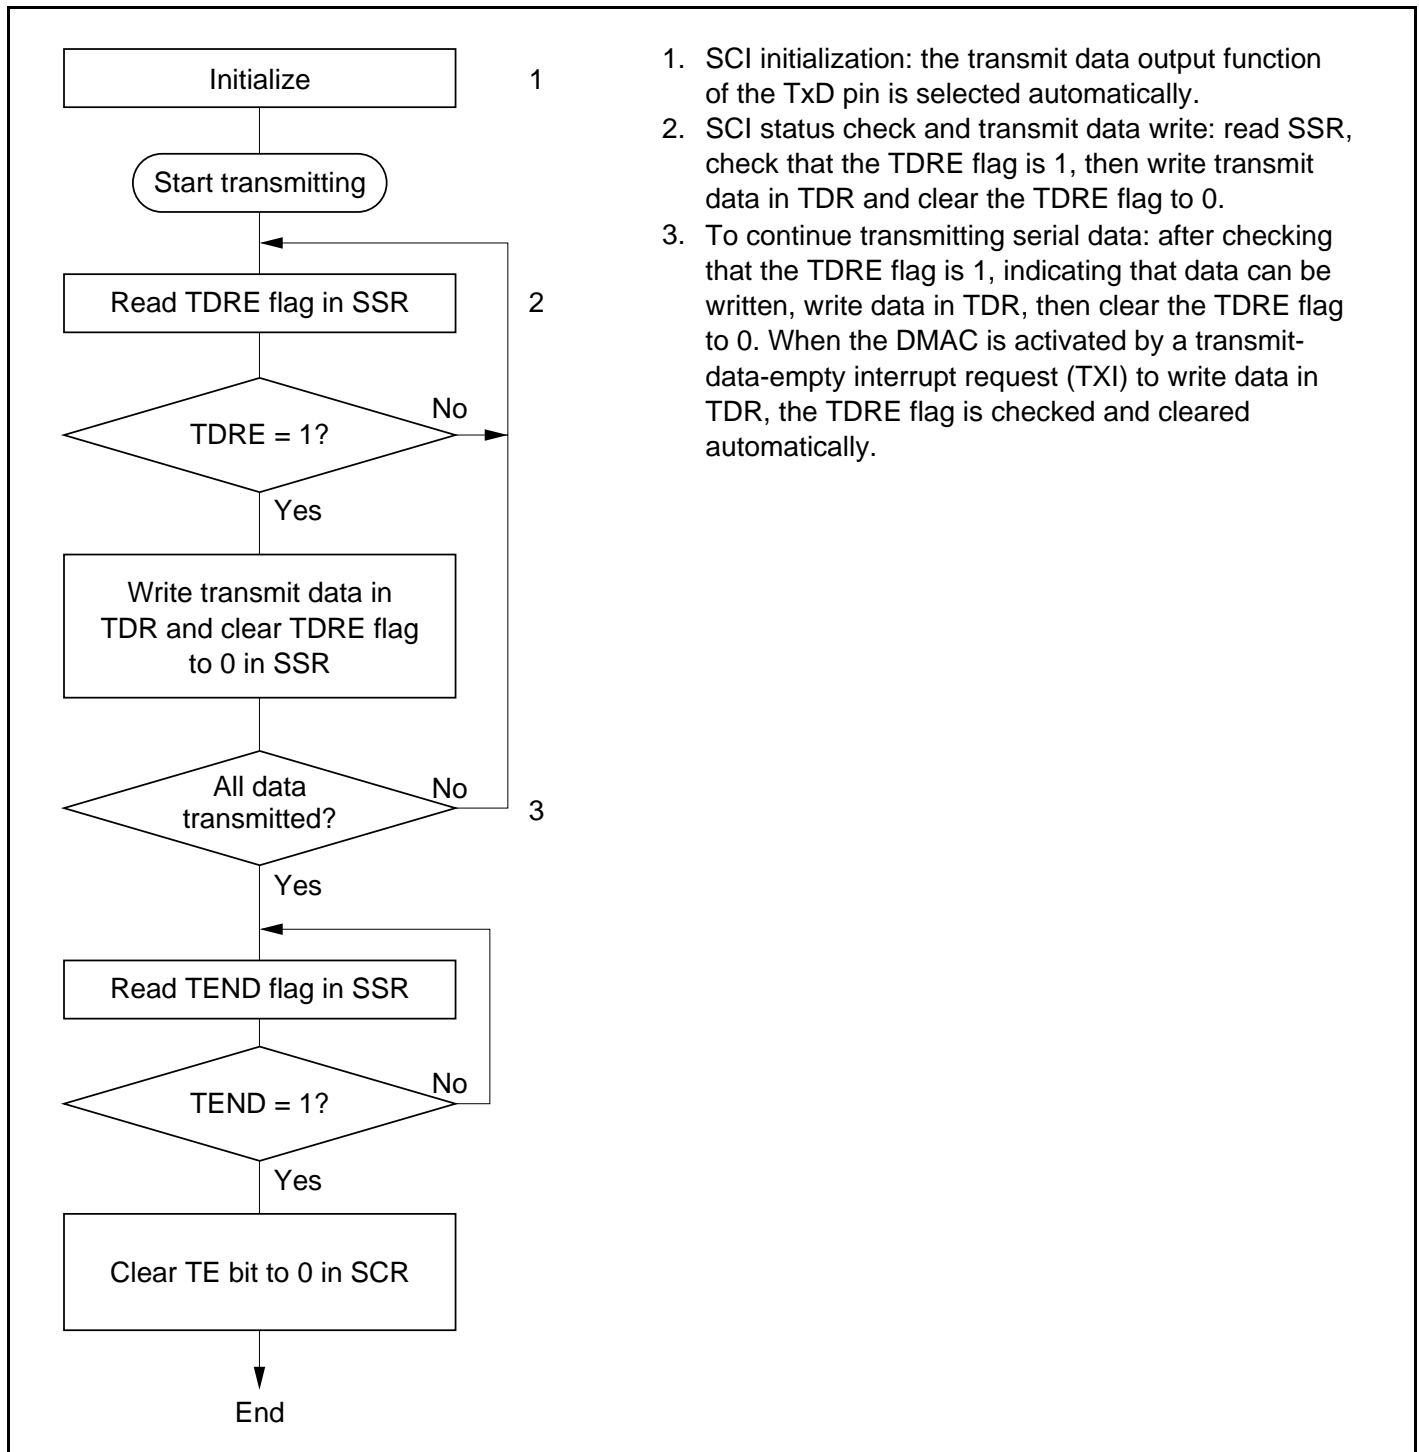 Initialize
1
Start transmitting
Read TDRE flag in SSR
2
TDRE = 1?
No
Yes
Write transmit data in
TDR and clear TDRE flag
to 0 in SSR
All data
transmitted?
No
3
Yes
Read TEND flag in SSR
TEND = 1?
No
Yes
Clear TE bit to 0 in SCR
End
1. SCI initialization: the transmit data output function
of the TxD pin is selected automatically.
2. SCI status check and transmit data write: read SSR,
check that the TDRE flag is 1, then write transmit
data in TDR and clear the TDRE flag to 0.
3. To continue transmitting serial data: after checking
that the TDRE flag is 1, indicating that data can be
written, write data in TDR, then clear the TDRE flag
to 0. When the DMAC is activated by a transmit-
data-empty interrupt request (TXI) to write data in
TDR, the TDRE flag is checked and cleared
automatically.